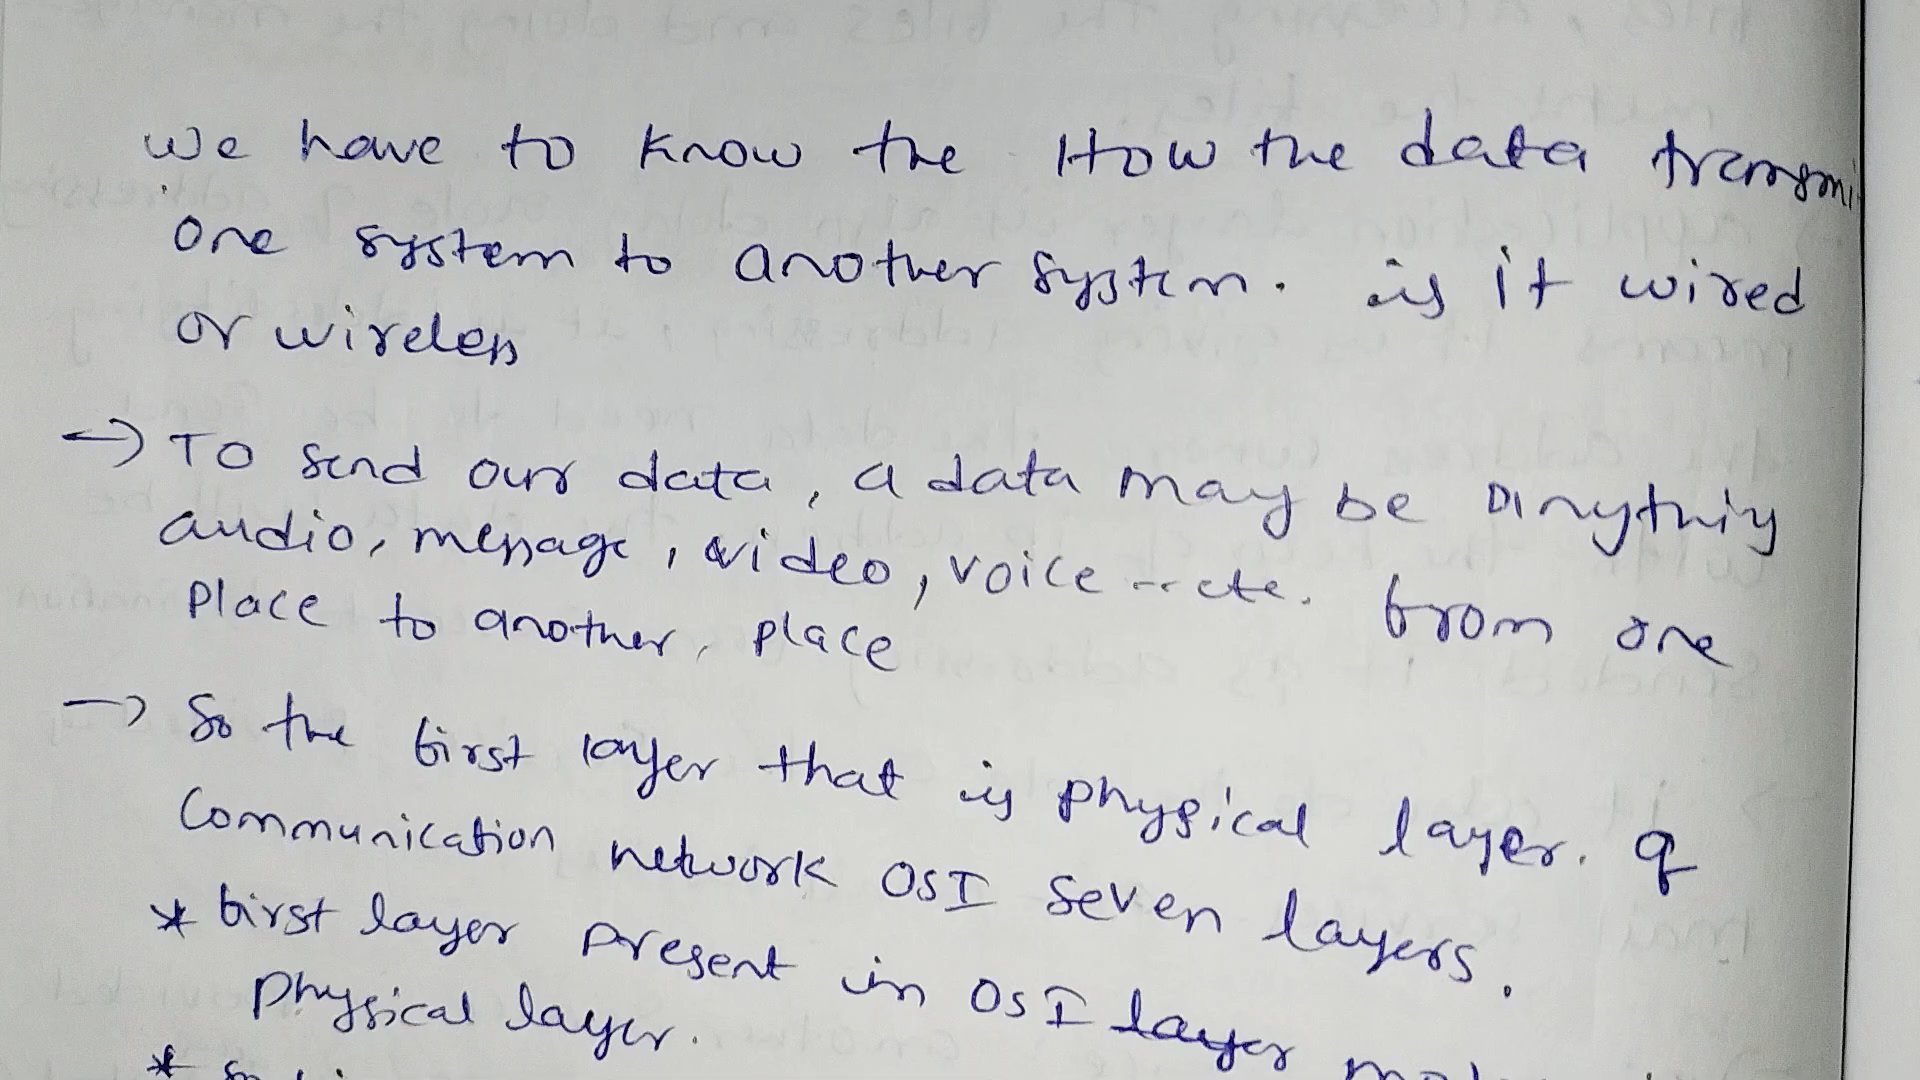 We have to know the How the data transmi
one system to another system. is it wired
or wireless
→ To send our data, a data may be anything
audio, message, video, voice --etc. from one
place to another, place
→ So the first layer that is physical layer. of
Communication network OSI Seven layers.
* first layer present in OSI layer
physical layer.
*